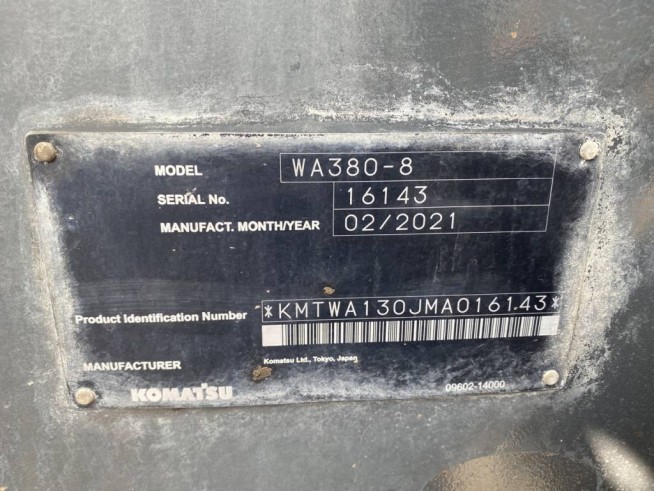 MODEL WA380-8
SERIAL No. 16143
MANUFACT. MONTH/YEAR 02/2021
Product Identification Number *KMTWA130JMA016143*
MANUFACTURER Komatsu Ltd., Tokyo, Japan
KOMATSU 09602-14000